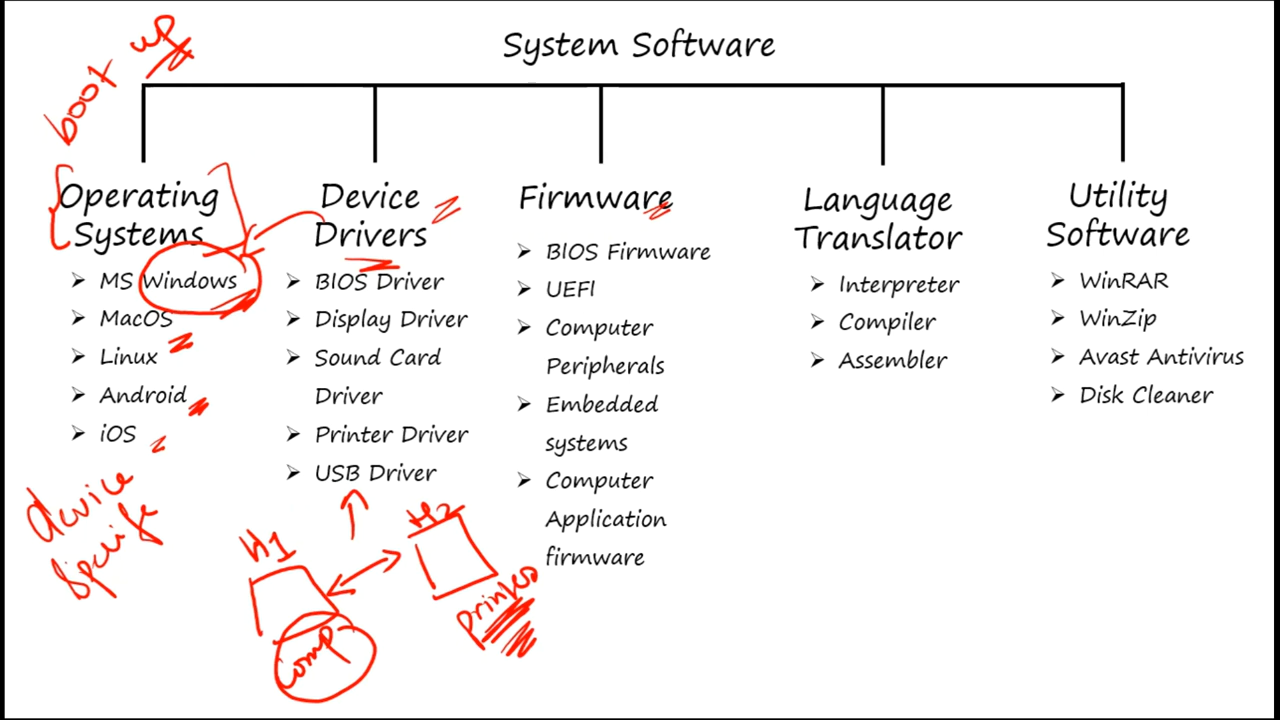 System Software
boot up
Operating
Systems
MS Windows
MacOS
Linux
Android
iOS
device
Device
Drivers
BIOS Driver
Display Driver
Sound Card
Driver
Printer Driver
USB Driver
H1
comp
H2
printer
Firmware
BIOS Firmware
UEFI
Computer
Peripherals
Embedded
systems
Computer
Application
firmware
Language
Translator
Interpreter
Compiler
Assembler
Utility
Software
WinRAR
WinZip
Avast Antivirus
Disk Cleaner